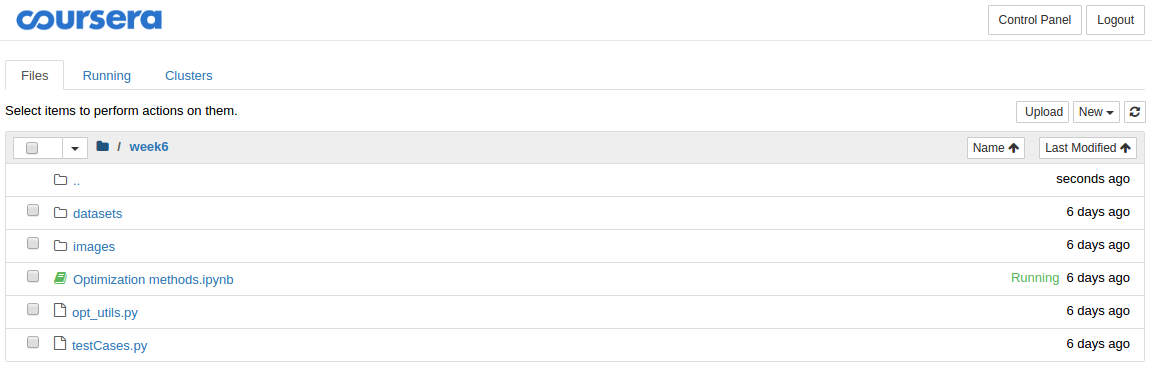 coursera
Control Panel Logout
Files Running Clusters
Select items to perform actions on them.
Upload New
/ week6
Name Last Modified
.. seconds ago
datasets 6 days ago
images 6 days ago
Optimization methods.ipynb Running 6 days ago
opt_utils.py 6 days ago
testCases.py 6 days ago